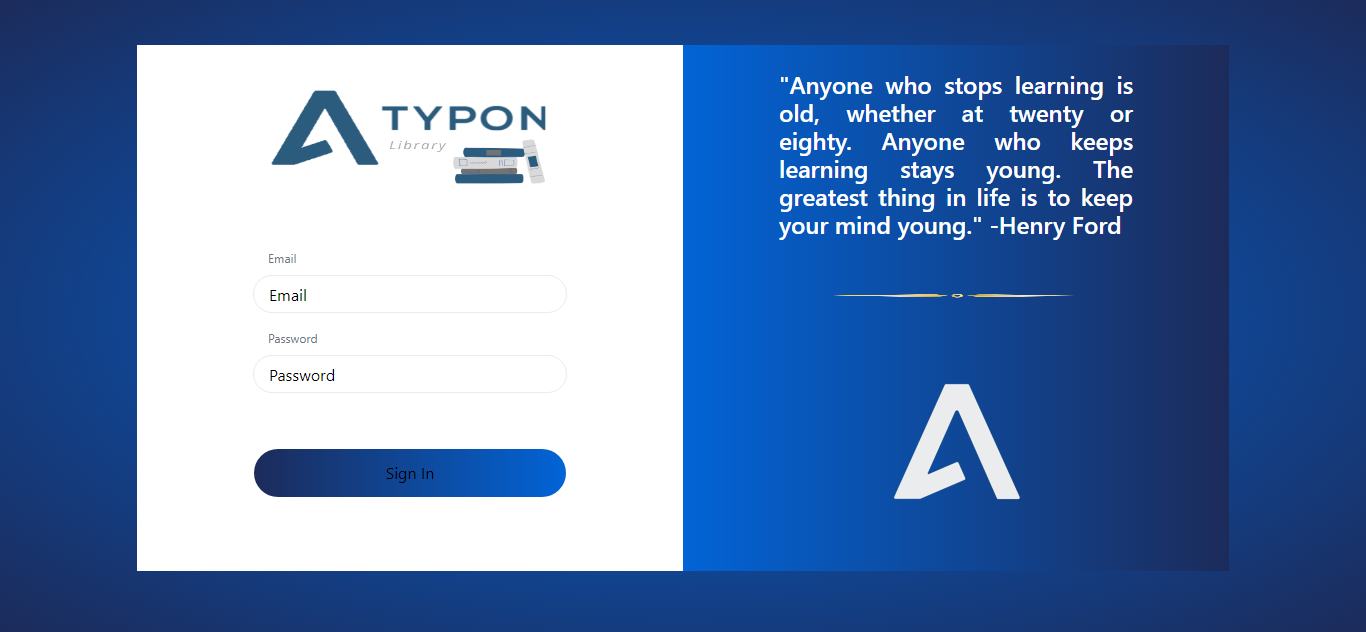 ATYPON
Library
Email
Email
Password
Password
Sign In
"Anyone who stops learning is
old, whether at twenty or
eighty. Anyone who keeps
learning stays young. The
greatest thing in life is to keep
your mind young." -Henry Ford